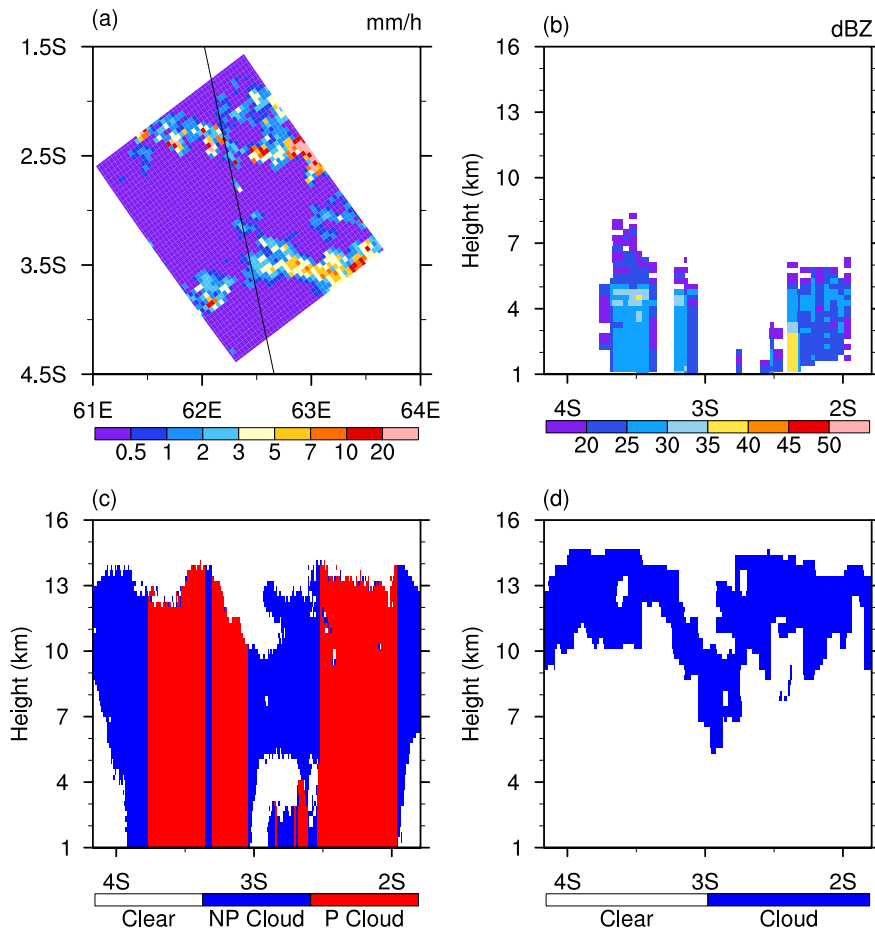 (a) mm/h
1.5S
2.5S
3.5S
4.5S
61E 62E 63E 64E
0.5 1 2 3 5 7 10 20
(b) dBZ
Height (km)
16
13
10
7
4
1
4S 3S 2S
20 25 30 35 40 45 50
(c)
Height (km)
16
13
10
7
4
1
4S 3S 2S
Clear NP Cloud P Cloud
(d)
Height (km)
16
13
10
7
4
1
4S 3S 2S
Clear Cloud